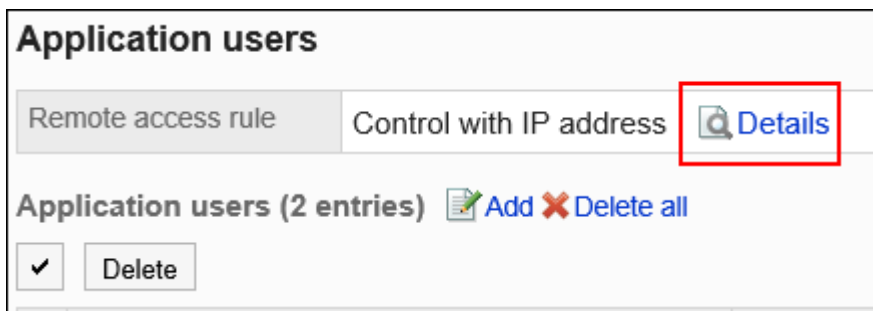 Application users
Remote access rule Control with IP address Details
Application users (2 entries) Add Delete all
Delete